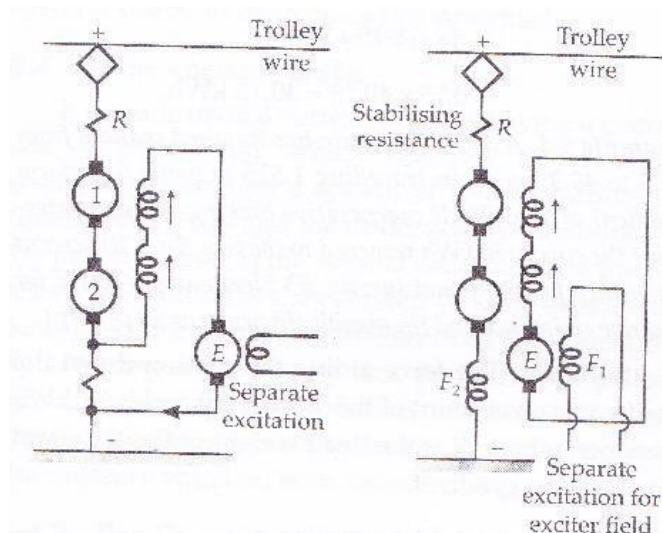 +
Trolley
wire
R
1
2
E
Separate
excitation
−
+
Trolley
wire
Stabilising
resistance
R
E
F₁
F₂
−
Separate
excitation for
exciter field